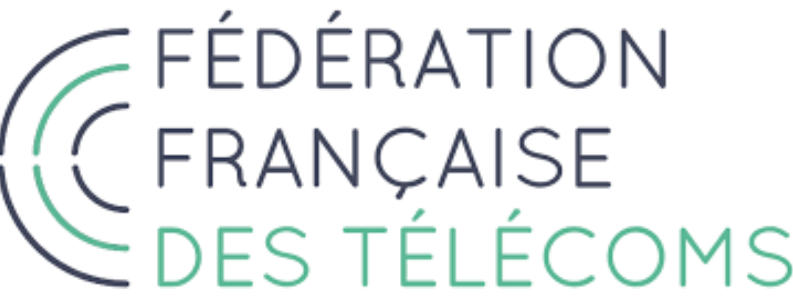 FÉDÉRATION
FRANÇAISE
DES TÉLÉCOMS